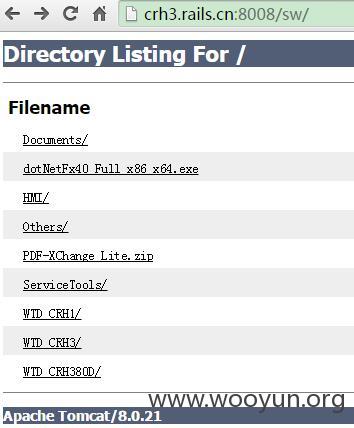 crh3.rails.cn:8008/sw/
Directory Listing For /
Filename
Documents/
dotNetFx40_Full_x86_x64.exe
HMI/
Others/
PDF-XChange Lite.zip
ServiceTools/
WTD_CRH1/
WTD_CRH3/
WTD_CRH380D/
www.wooyun.org
Apache Tomcat/8.0.21